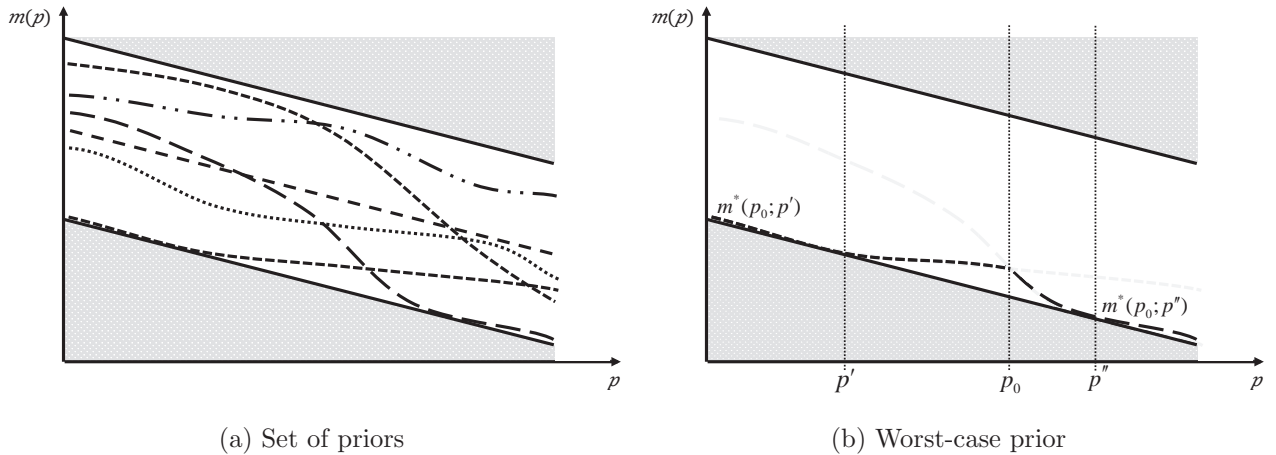 m(p)
p
(a) Set of priors
m(p)
m*(p₀; p′)
m*(p₀; p″)
p′
p₀
p″
p
(b) Worst-case prior